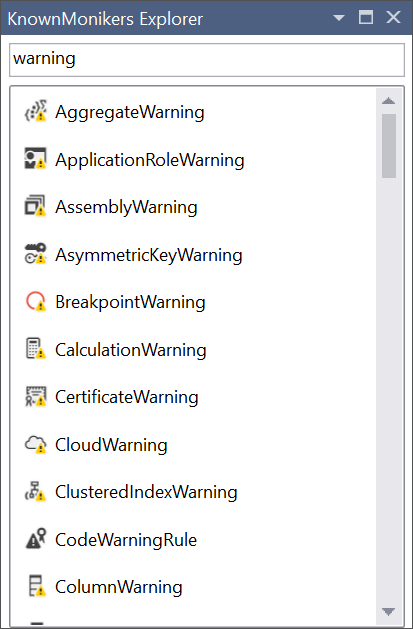 KnownMonikers Explorer
warning
AggregateWarning
ApplicationRoleWarning
AssemblyWarning
AsymmetricKeyWarning
BreakpointWarning
CalculationWarning
CertificateWarning
CloudWarning
ClusteredIndexWarning
CodeWarningRule
ColumnWarning